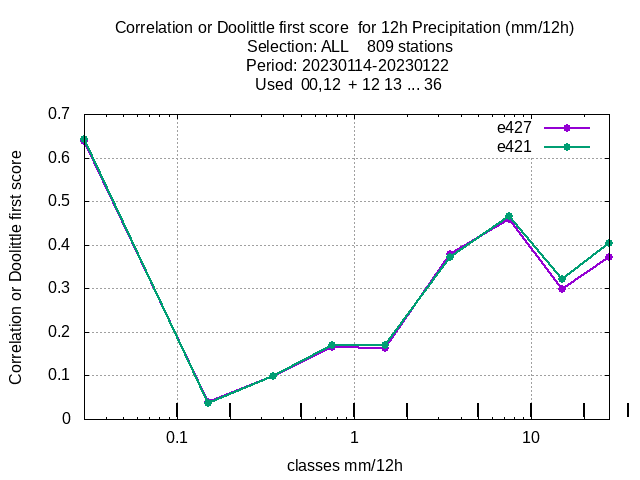 Correlation or Doolittle first score  for 12h Precipitation (mm/12h)
Selection: ALL    809 stations
Period: 20230114-20230122
Used  00,12  + 12 13 ... 36
e427
e421
0.7
0.6
0.5
0.4
0.3
0.2
0.1
0
Correlation or Doolittle first score
0.1
1
10
classes mm/12h